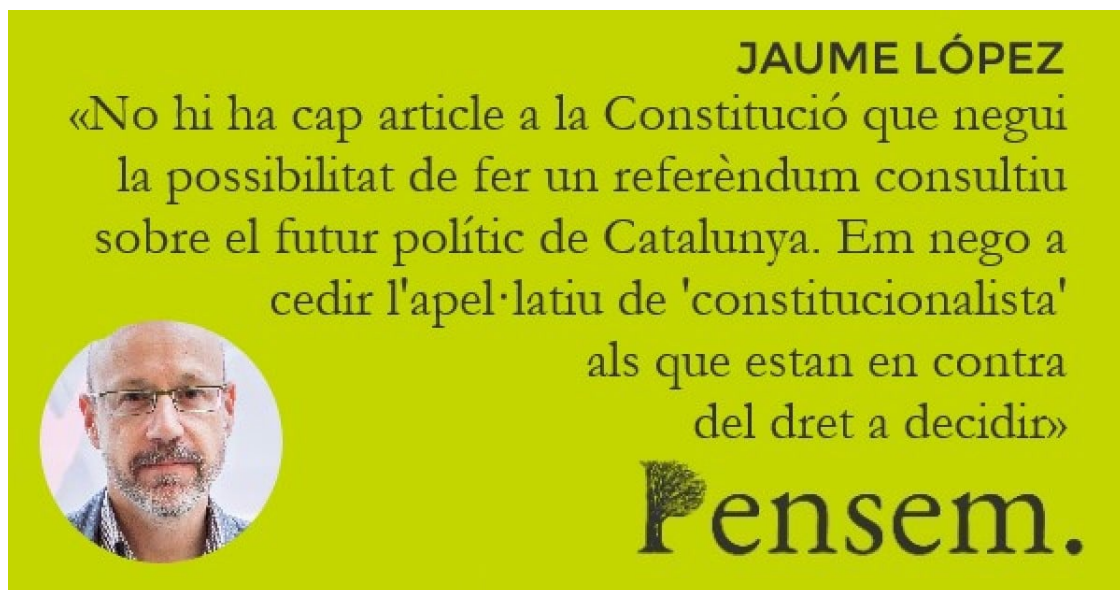 JAUME LÓPEZ
«No hi ha cap article a la Constitució que negui
la possibilitat de fer un referèndum consultiu
sobre el futur polític de Catalunya. Em nego a
cedir l'apel·latiu de 'constitucionalista'
als que estan en contra
del dret a decidir»
Pensem.